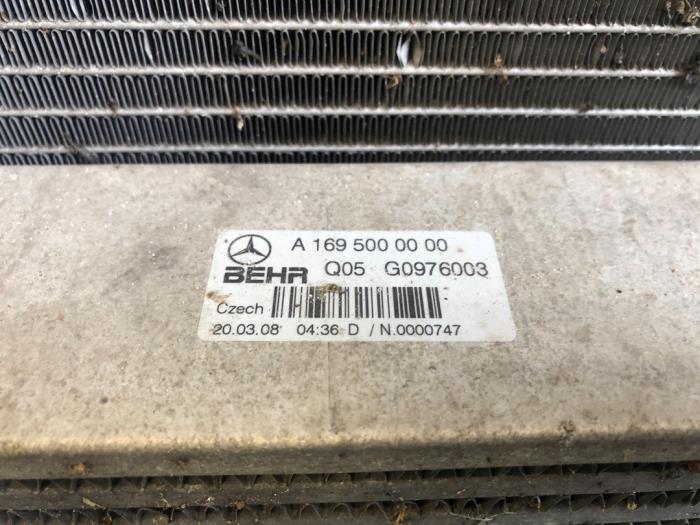 A 169 500 00 00
BEHR Q05 G0976003
Czech
20.03.08 04:36 D / N.0000747